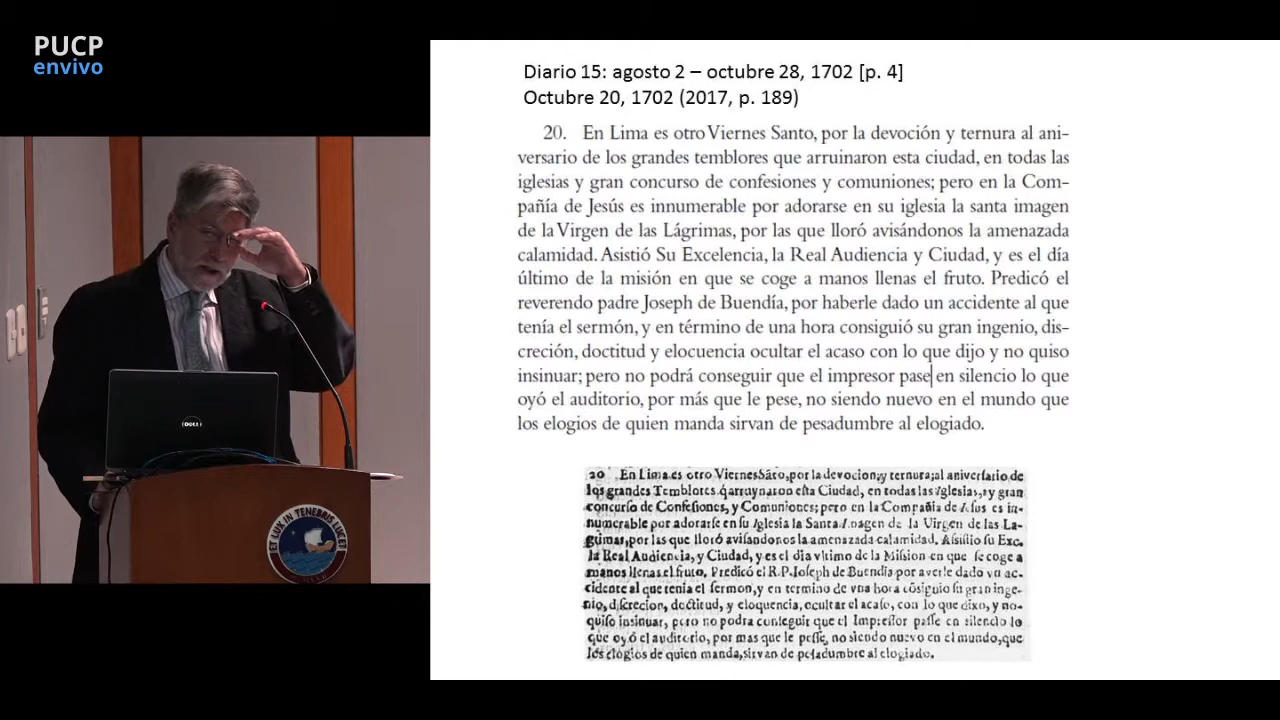 PUCP
envivo
Diario 15: agosto 2 – octubre 28, 1702 [p. 4]
Octubre 20, 1702 (2017, p. 189)
20. En Lima es otro Viernes Santo, por la devoción y ternura al ani-
versario de los grandes temblores que arruinaron esta ciudad, en todas las
iglesias y gran concurso de confesiones y comuniones; pero en la Com-
pañía de Jesús es innumerable por adorarse en su iglesia la santa imagen
de la Virgen de las Lágrimas, por las que lloró avisándonos la amenazada
calamidad. Asistió Su Excelencia, la Real Audiencia y Ciudad, y es el día
último de la misión en que se coge a manos llenas el fruto. Predicó el
reverendo padre Joseph de Buendía, por haberle dado un accidente al que
tenía el sermón, y en término de una hora consiguió su gran ingenio, dis-
creción, doctitud y elocuencia ocultar el acaso con lo que dijo y no quiso
insinuar; pero no podrá conseguir que el impresor pase en silencio lo que
oyó el auditorio, por más que le pese, no siendo nuevo en el mundo que
los elogios de quien manda sirvan de pesadumbre al elogiado.
20 En Lima es otro Viernes Sãto, por la devocion, y ternura, al aniversario de
los grandes Temblores q̃ arruynaron esta Ciudad, en todas las Iglesias, y gran
concurso de Confesiones, y Comuniones; pero en la Compañia de Jesus es in-
numerable por adorarse en su Iglesia la Santa Imagen de la Virgen de las La-
grimas, por las que lloró avisandonos la amenazada calamidad. Asistio su Exc.
la Real Audiencia, y Ciudad, y es el dia vltimo de la Mision en que se coge a
manos llenas el fruto. Predicó el R.P. Joseph de Buendia por averle dado vn ac-
cidente al que tenia el sermon, y en termino de vna hora cõsiguio su gran inge-
nio, discrecion, doctitud, y eloquencia, ocultar el acaso, con lo que dixo, y no
quiso insinuar, pero no podra conseguir que el Impressor passe en silencio lo
que oyó el auditorio, por mas que le pesse, no siendo nuevo en el mundo, que
los elogios de quien manda, sirvan de pesadumbre al elogiado.
DELL
ET LUX IN TENEBRIS LUCET